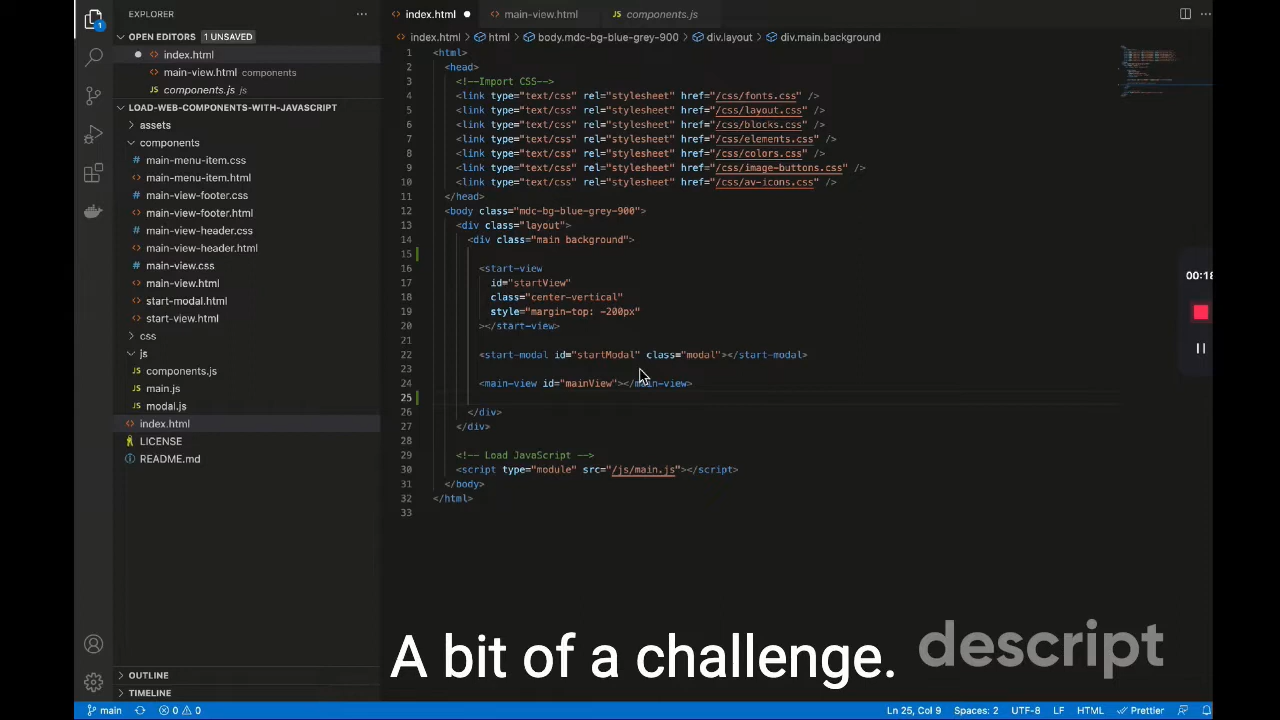 EXPLORER
OPEN EDITORS 1 UNSAVED
index.html
main-view.html components
components.js js
LOAD-WEB-COMPONENTS-WITH-JAVASCRIPT
assets
components
main-menu-item.css
main-menu-item.html
main-view-footer.css
main-view-footer.html
main-view-header.css
main-view-header.html
main-view.css
main-view.html
start-modal.html
start-view.html
css
js
components.js
main.js
modal.js
index.html
LICENSE
README.md
OUTLINE
TIMELINE
index.html main-view.html components.js
index.html html body.mdc-bg-blue-grey-900 div.layout div.main.background
1 <html>
2 <head>
3 <!--Import CSS-->
4 <link type="text/css" rel="stylesheet" href="/css/fonts.css" />
5 <link type="text/css" rel="stylesheet" href="/css/layout.css" />
6 <link type="text/css" rel="stylesheet" href="/css/blocks.css" />
7 <link type="text/css" rel="stylesheet" href="/css/elements.css" />
8 <link type="text/css" rel="stylesheet" href="/css/colors.css" />
9 <link type="text/css" rel="stylesheet" href="/css/image-buttons.css" />
10 <link type="text/css" rel="stylesheet" href="/css/av-icons.css" />
11 </head>
12 <body class="mdc-bg-blue-grey-900">
13 <div class="layout">
14 <div class="main background">
15
16 <start-view
17 id="startView"
18 class="center-vertical"
19 style="margin-top: -200px"
20 ></start-view>
21
22 <start-modal id="startModal" class="modal"></start-modal>
23
24 <main-view id="mainView"></main-view>
25
26 </div>
27 </div>
28
29 <!-- Load JavaScript -->
30 <script type="module" src="/js/main.js"></script>
31 </body>
32 </html>
33
00:18
A bit of a challenge.
descript
main 0 0 Ln 25, Col 9 Spaces: 2 UTF-8 LF HTML Prettier
1